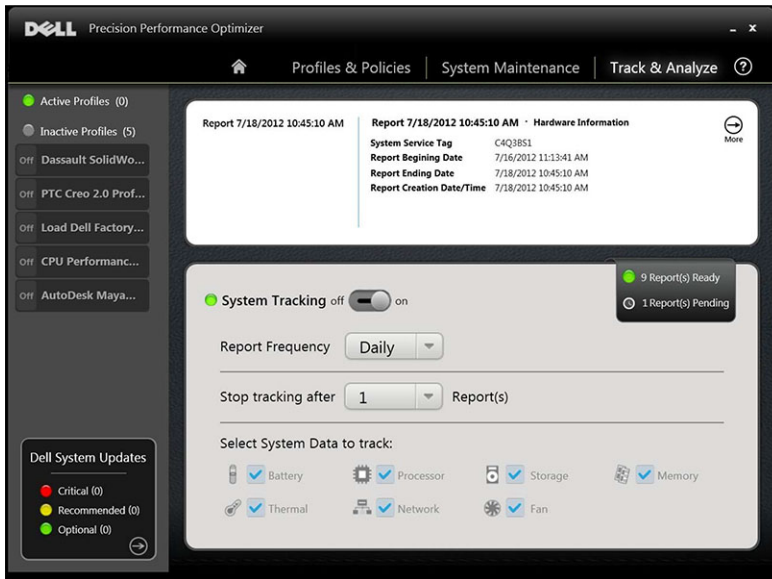 DELL Precision Performance Optimizer
Profiles & Policies System Maintenance Track & Analyze ?
Active Profiles (0)
Inactive Profiles (5)
Off Dassault SolidWo...
Off PTC Creo 2.0 Prof...
Off Load Dell Factory...
Off CPU Performanc...
Off AutoDesk Maya...
Dell System Updates
Critical (0)
Recommended (0)
Optional (0)
Report 7/18/2012 10:45:10 AM
Report 7/18/2012 10:45:10 AM · Hardware Information
System Service Tag C4Q3BS1
Report Begining Date 7/16/2012 11:13:41 AM
Report Ending Date 7/18/2012 10:45:10 AM
Report Creation Date/Time 7/18/2012 10:45:10 AM
More
9 Report(s) Ready
1 Report(s) Pending
System Tracking off on
Report Frequency Daily
Stop tracking after 1 Report(s)
Select System Data to track:
Battery Processor Storage Memory
Thermal Network Fan